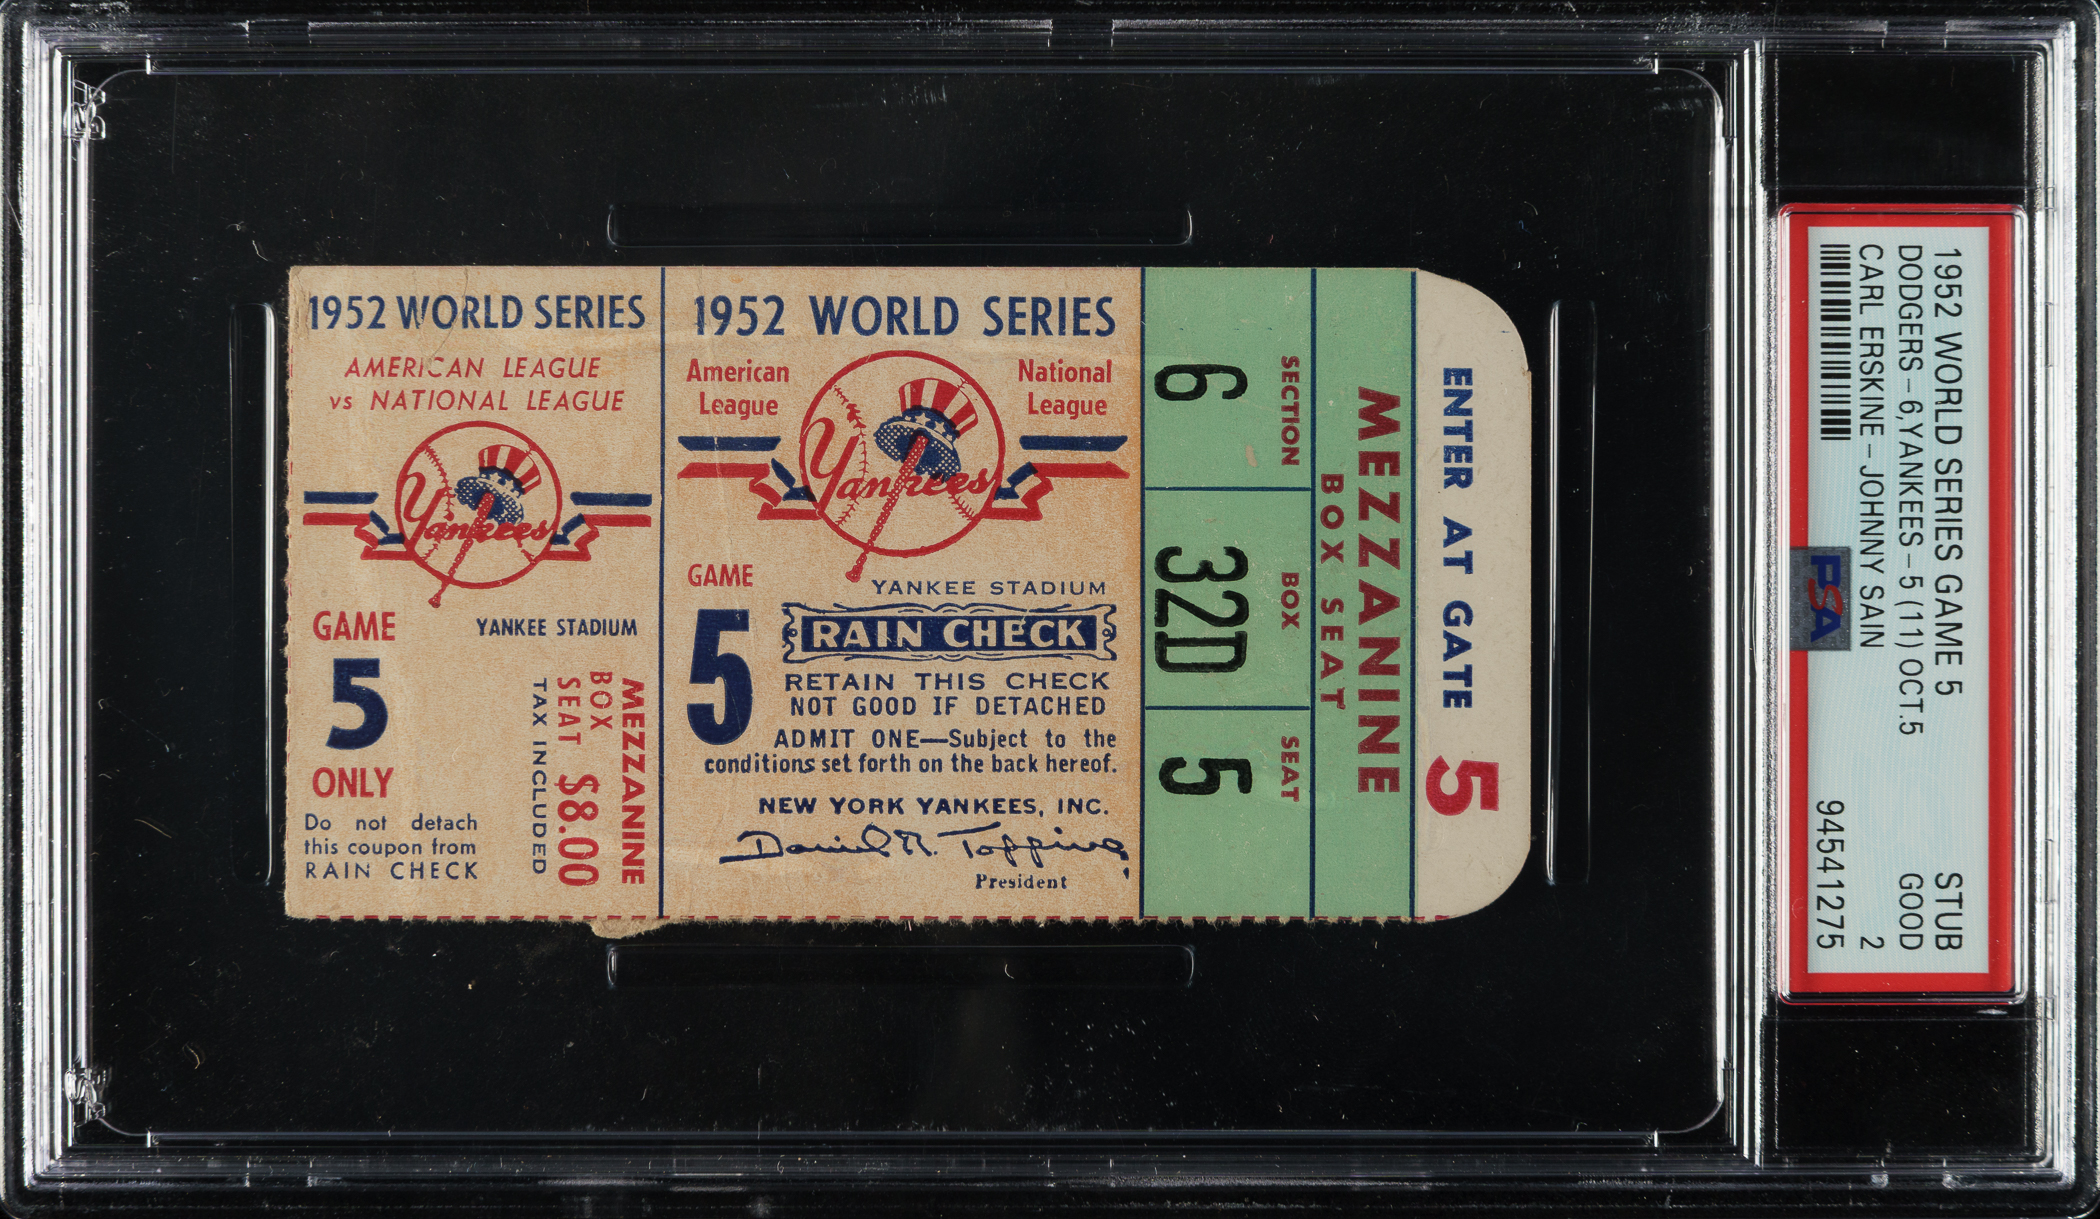 1952 WORLD SERIES
AMERICAN LEAGUE
vs NATIONAL LEAGUE
Yankees
GAME
5
ONLY
YANKEE STADIUM
Do not detach
this coupon from
RAIN CHECK
MEZZANINE
BOX
SEAT $8.00
TAX INCLUDED
1952 WORLD SERIES
American
League
National
League
Yankees
GAME
5
YANKEE STADIUM
RAIN CHECK
RETAIN THIS CHECK
NOT GOOD IF DETACHED
ADMIT ONE—Subject to the
conditions set forth on the back hereof.
NEW YORK YANKEES, INC.
Daniel R. Topping
President
ENTER AT GATE 5
MEZZANINE
BOX SEAT
SECTION BOX SEAT
6 32D 5
1952 WORLD SERIES GAME 5 STUB
DODGERS-6,YANKEES-5 (11) OCT.5 GOOD
CARL ERSKINE-JOHNNY SAIN 2
94541275
PSA